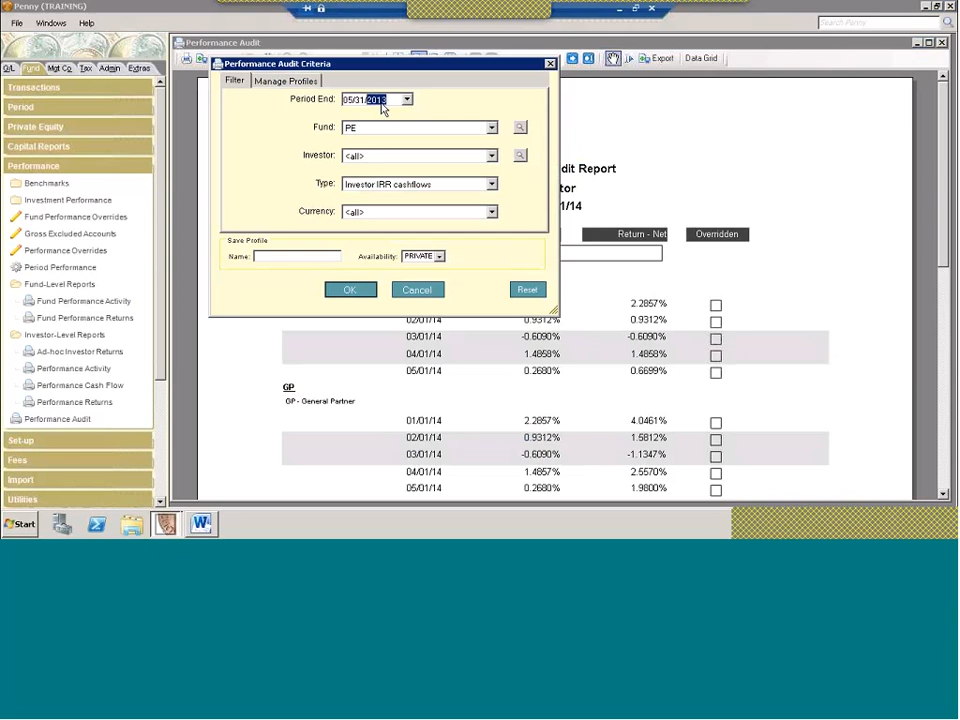 Penny (TRAINING)
File Windows Help
Search Penny
G/L Fund Mgt Co Tax Admin Extras
Transactions
Period
Private Equity
Capital Reports
Performance
Benchmarks
Investment Performance
Fund Performance Overrides
Gross Excluded Accounts
Performance Overrides
Period Performance
Fund-Level Reports
Fund Performance Activity
Fund Performance Returns
Investor-Level Reports
Ad-hoc Investor Returns
Performance Activity
Performance Cash Flow
Performance Returns
Performance Audit
Set-up
Fees
Import
Utilities
Performance Audit
Export Data Grid
Performance Audit Criteria
Filter Manage Profiles
Period End: 05/31/2013
Fund: PE
Investor: <all>
Type: Investor IRR cashflows
Currency: <all>
Save Profile
Name: Availability: PRIVATE
OK Cancel Reset
udit Report
tor
1/14
Return - Net Overridden
2.2857%
02/01/14 0.9312% 0.9312%
03/01/14 -0.6090% -0.6090%
04/01/14 1.4858% 1.4858%
05/01/14 0.2680% 0.6699%
GP
GP - General Partner
01/01/14 2.2857% 4.0461%
02/01/14 0.9312% 1.5812%
03/01/14 -0.6090% -1.1347%
04/01/14 1.4857% 2.5570%
05/01/14 0.2680% 1.9800%
Start